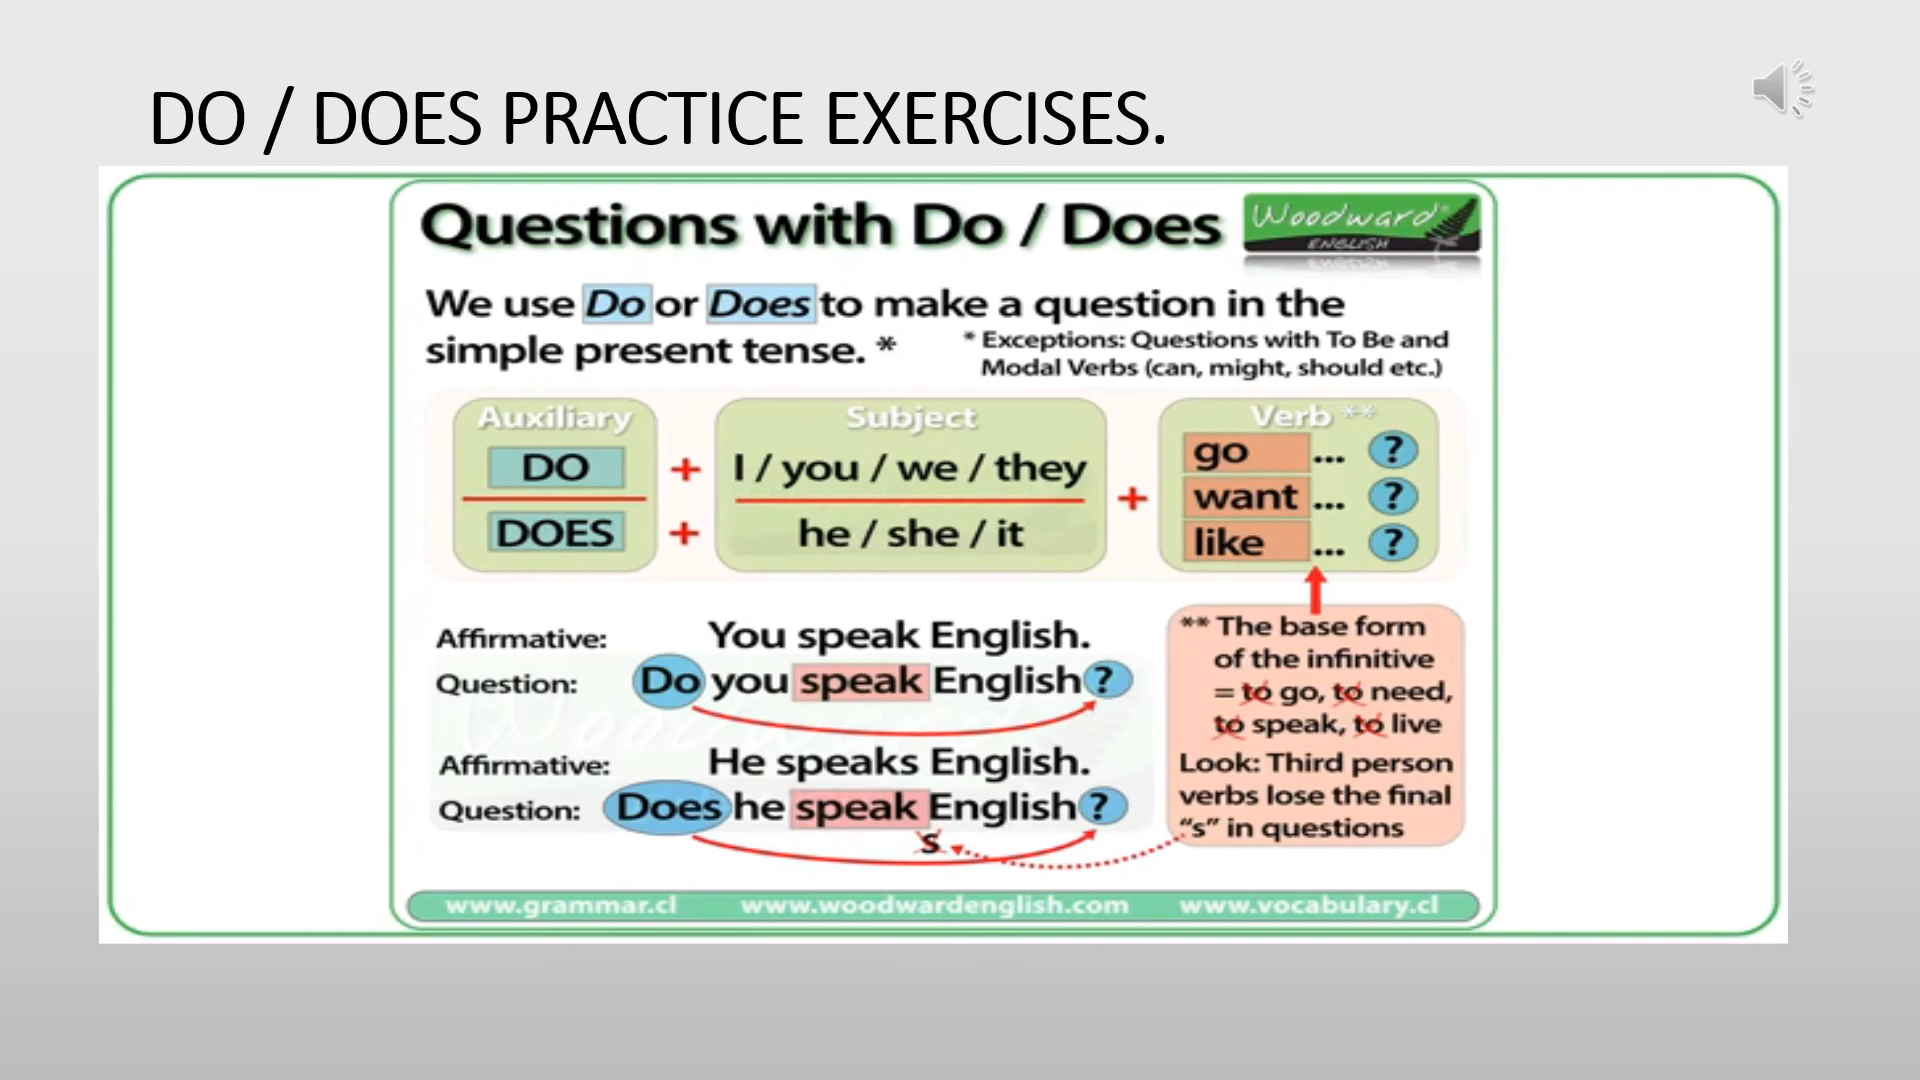 DO / DOES PRACTICE EXERCISES.
Questions with Do / Does
Woodward®
ENGLISH
We use Do or Does to make a question in the
simple present tense. *
* Exceptions: Questions with To Be and
Modal Verbs (can, might, should etc.)
Auxiliary Subject Verb **
DO + I / you / we / they
DOES + he / she / it
+
go ... ?
want ... ?
like ... ?
Affirmative: You speak English.
Question: Do you speak English ?
Affirmative: He speaks English.
Question: Does he speak English ?
s
** The base form
of the infinitive
= to go, to need,
to speak, to live
Look: Third person
verbs lose the final
“s” in questions
Woodward
www.grammar.cl www.woodwardenglish.com www.vocabulary.cl